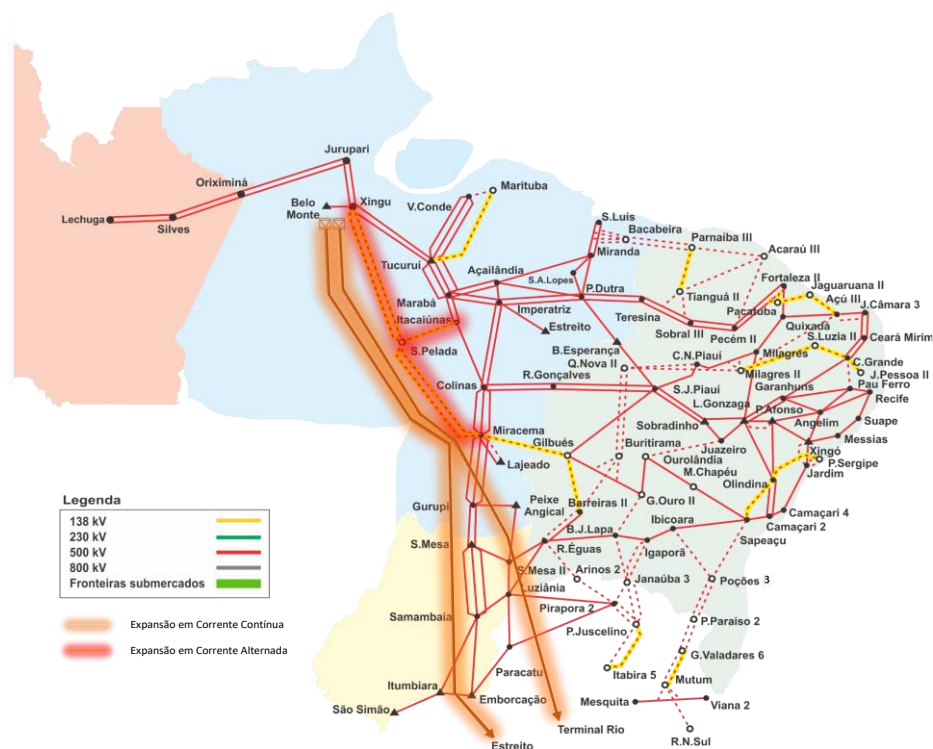 Jurupari
Oriximiná
Lechuga
Silves
Belo
Monte
Xingu
V.Conde
Marituba
Tucuruí
S.Luís
Bacabeira
Parnaíba III
Acaraú III
Miranda
S.A.Lopes
Açailândia
P.Dutra
Marabá
Itacaiúnas
Imperatriz
Estreito
Teresina
Tianguá II
Fortaleza II
Jaguaruana II
Pacatuba
Açú III
J.Câmara 3
Sobral III
Pecém II
Quixadá
S.Luzia II
Ceará Mirim
S.Pelada
B.Esperança
Q.Nova II
C.N.Piauí
Milagres
Milagres II
C.Grande
J.Pessoa II
Colinas
R.Gonçalves
S.J.Piauí
Garanhuns
Pau Ferro
Recife
L.Gonzaga
P.Afonso
Angelim
Suape
Sobradinho
Juazeiro
Messias
Xingó
P.Sergipe
Jardim
Miracema
Lajeado
Gilbués
Buritirama
Ourolândia
M.Chapéu
Olindina
Gurupi
Peixe
Angical
Barreiras II
G.Ouro II
Camaçari 4
Camaçari 2
Sapeaçu
B.J.Lapa
Ibicoara
Igaporã
R.Éguas
S.Mesa
S.Mesa II
Luziânia
Arinos 2
Janaúba 3
Poções 3
Samambaia
Pirapora 2
P.Juscelino
P.Paraiso 2
Paracatu
Itabira 5
G.Valadares 6
Mutum
Itumbiara
Emborcação
São Simão
Mesquita
Viana 2
Terminal Rio
Estreito
R.N.Sul
Legenda
138 kV
230 kV
500 kV
800 kV
Fronteiras submercados
Expansão em Corrente Contínua
Expansão em Corrente Alternada